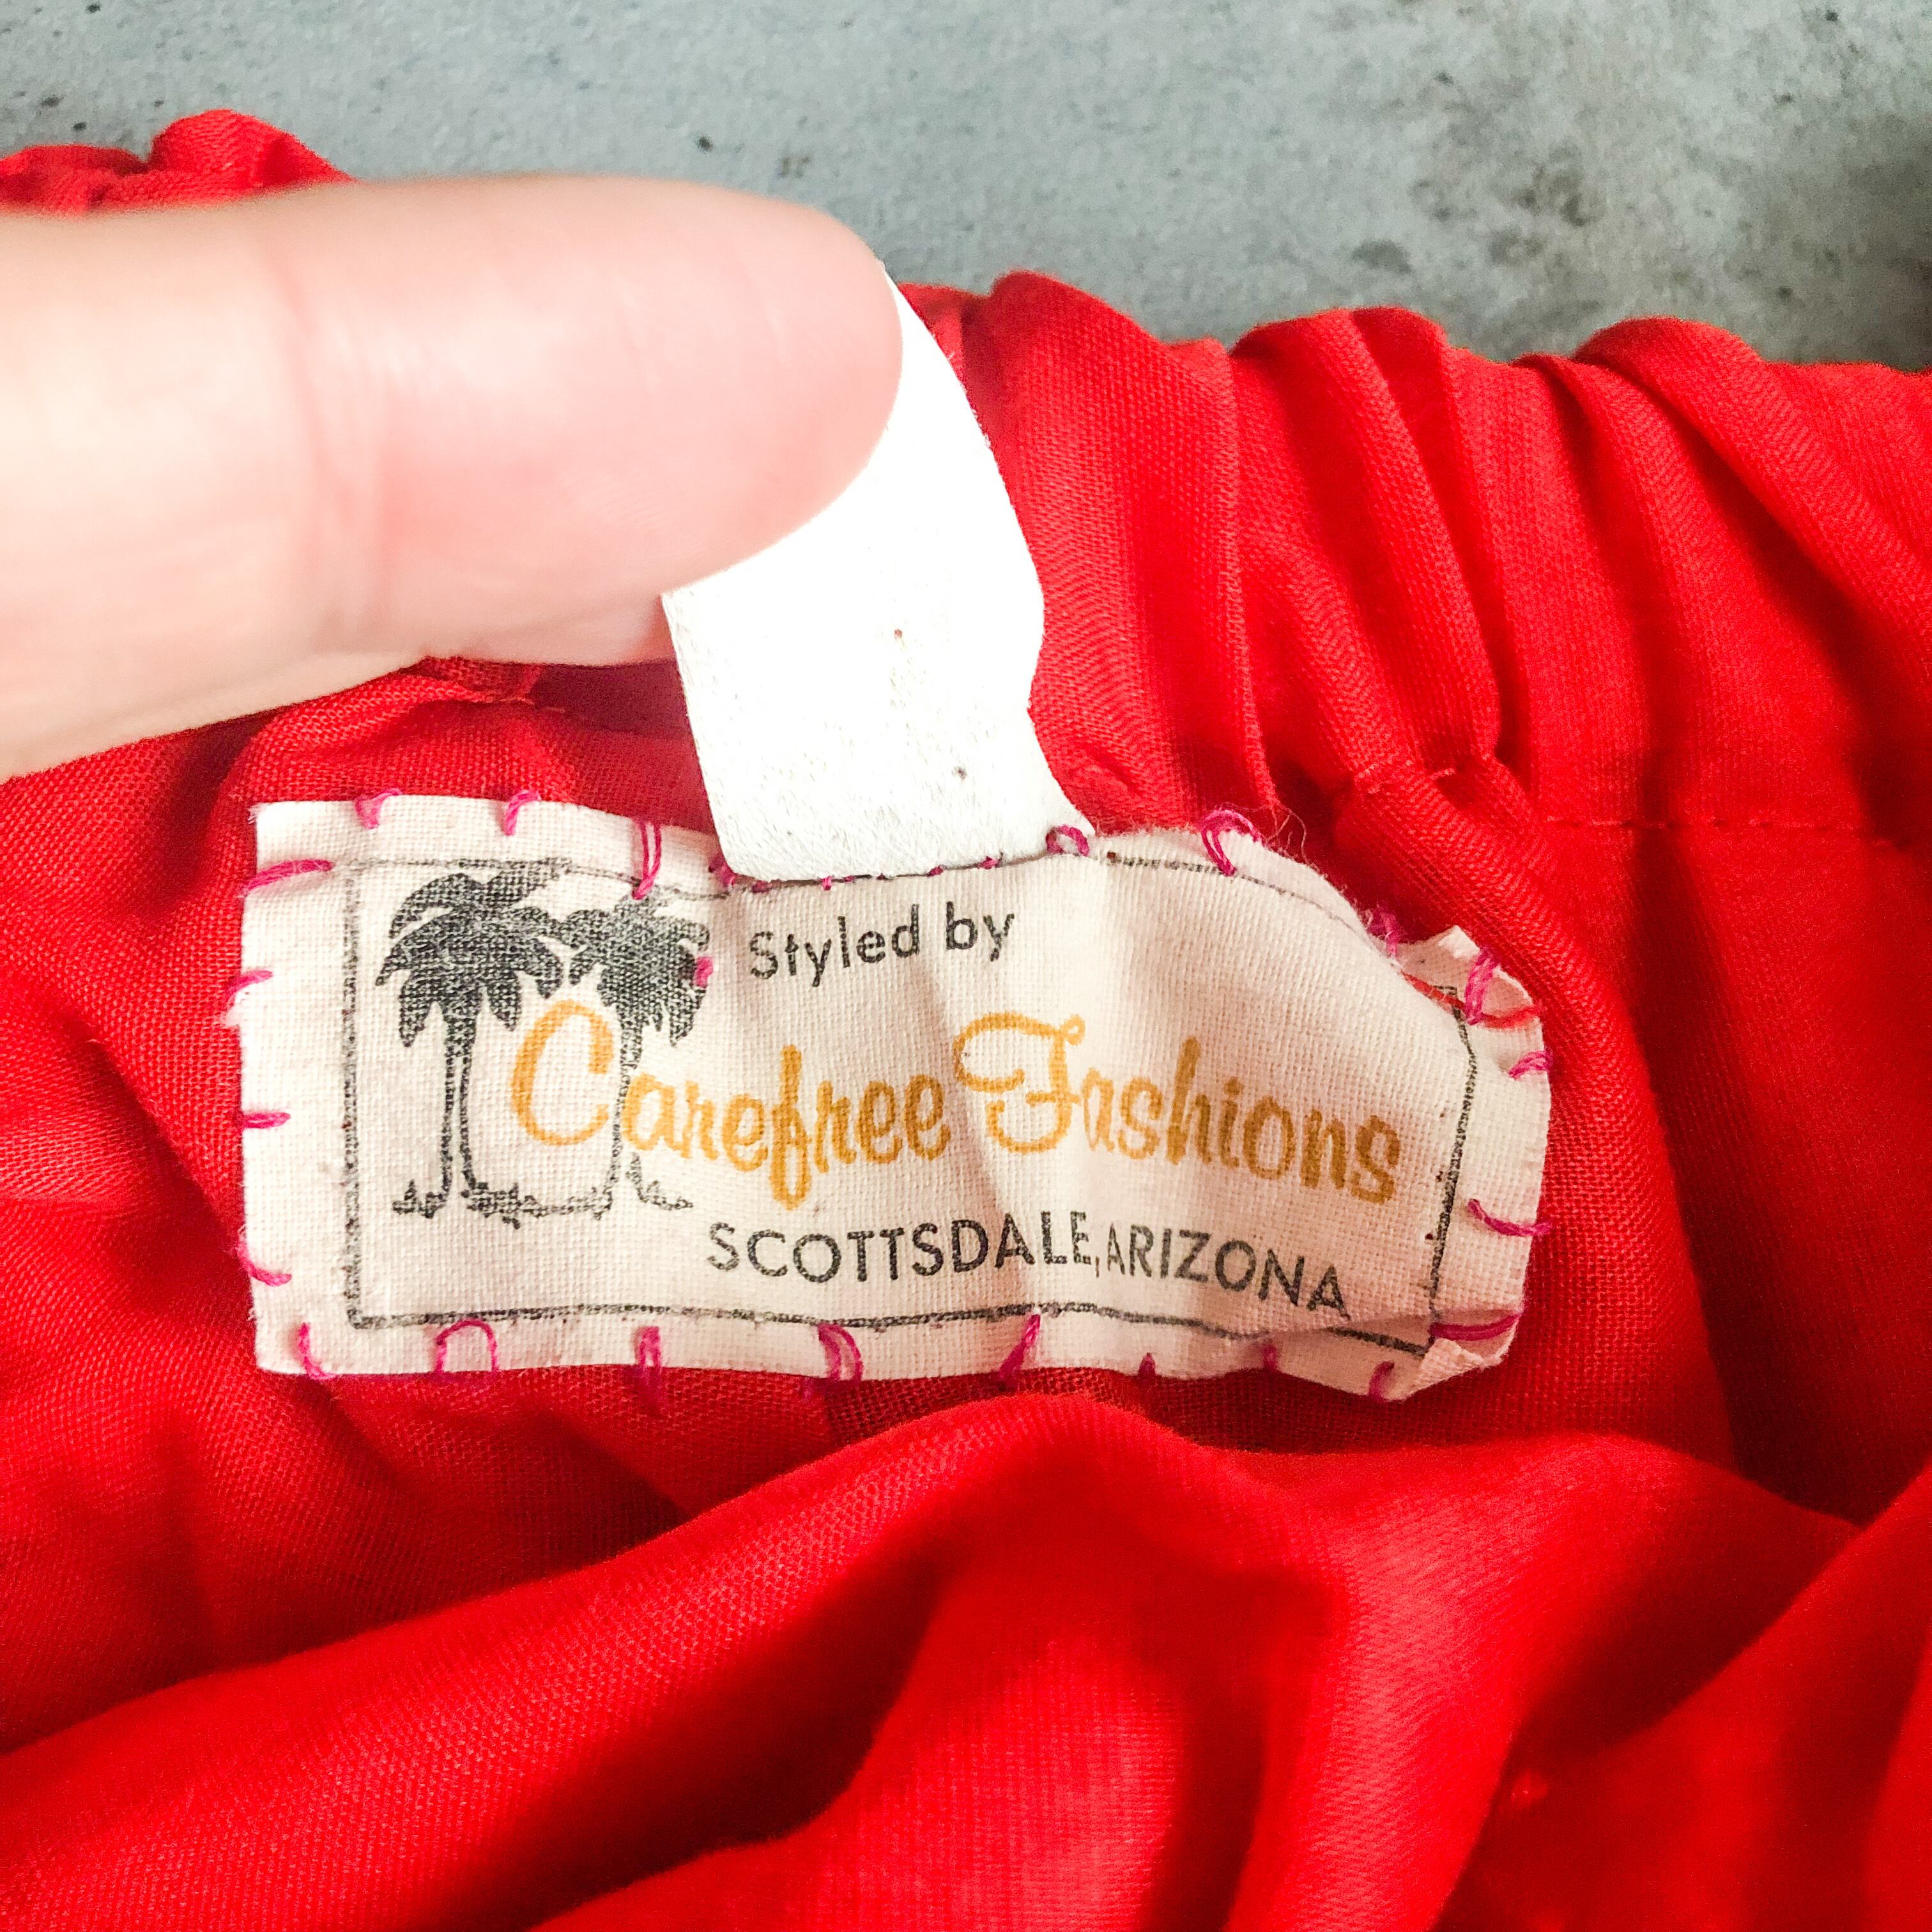 Styled by
Carefree Fashions
SCOTTSDALE, ARIZONA